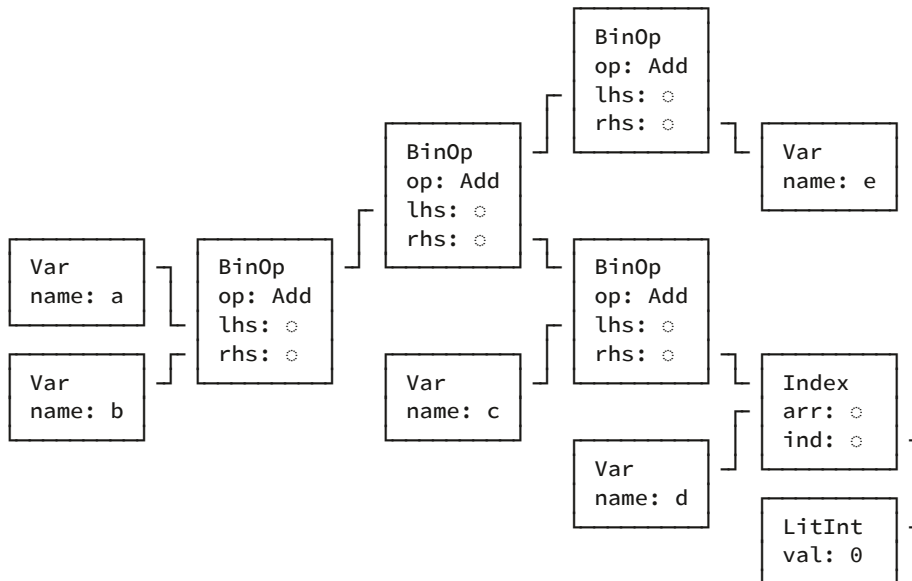 BinOp
op: Add
lhs: ◌
rhs: ◌
BinOp
op: Add
lhs: ◌
rhs: ◌
Var
name: e
Var
name: a
BinOp
op: Add
lhs: ◌
rhs: ◌
BinOp
op: Add
lhs: ◌
rhs: ◌
Var
name: b
Var
name: c
Index
arr: ◌
ind: ◌
Var
name: d
LitInt
val: 0